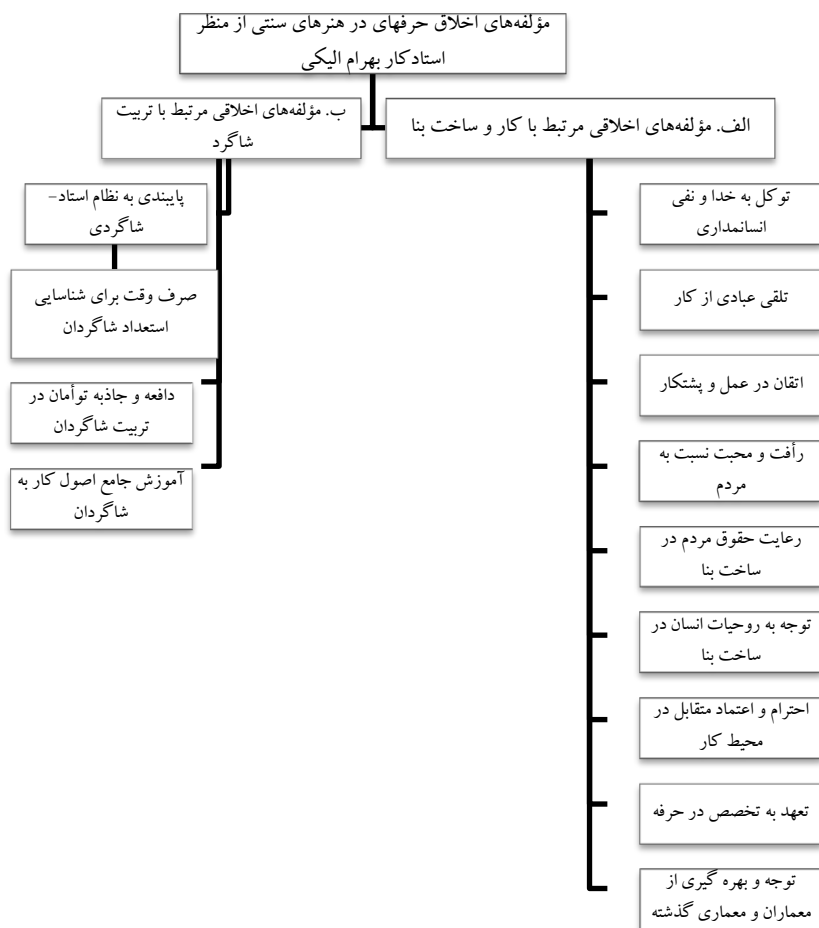 مؤلفه‌های اخلاق حرفهای در هنرهای سنتی از منظر
استادکار بهرام الیکی
الف. مؤلفه‌های اخلاقی مرتبط با کار و ساخت بنا
توکل به خدا و نفی
انسانمداری
تلقی عبادی از کار
اتقان در عمل و پشتکار
رأفت و محبت نسبت به
مردم
رعایت حقوق مردم در
ساخت بنا
توجه به روحیات انسان در
ساخت بنا
احترام و اعتماد متقابل در
محیط کار
تعهد به تخصص در حرفه
توجه و بهره گیری از
معماران و معماری گذشته
ب. مؤلفه‌های اخلاقی مرتبط با تربیت
شاگرد
پایبندی به نظام استاد-
شاگردی
صرف وقت برای شناسایی
استعداد شاگردان
دافعه و جاذبه توأمان در
تربیت شاگردان
آموزش جامع اصول کار به
شاگردان